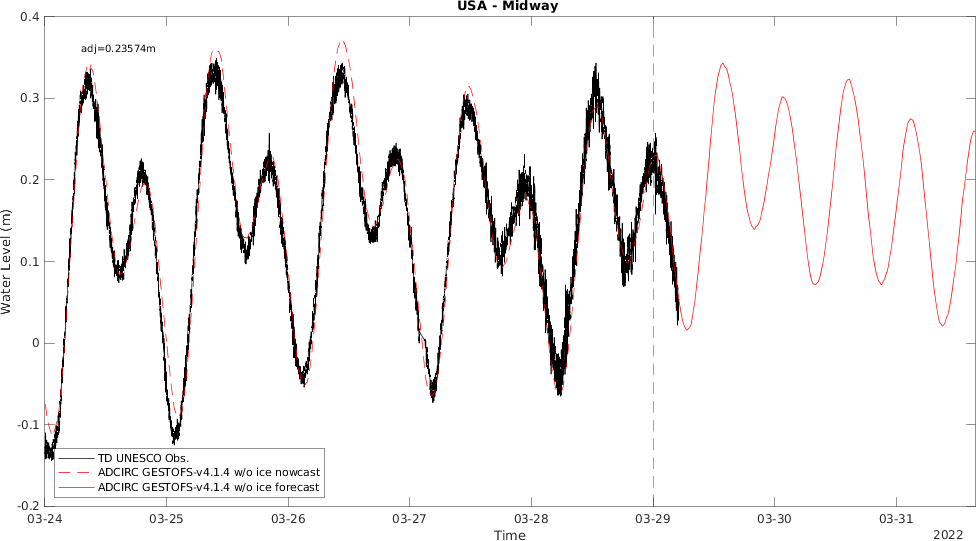 USA - Midway
adj=0.23574m
0.4
0.3
0.2
0.1
0
-0.1
-0.2
Water Level (m)
TD UNESCO Obs.
ADCIRC GESTOFS-v4.1.4 w/o ice nowcast
ADCIRC GESTOFS-v4.1.4 w/o ice forecast
03-24 03-25 03-26 03-27 03-28 03-29 03-30 03-31
Time
2022